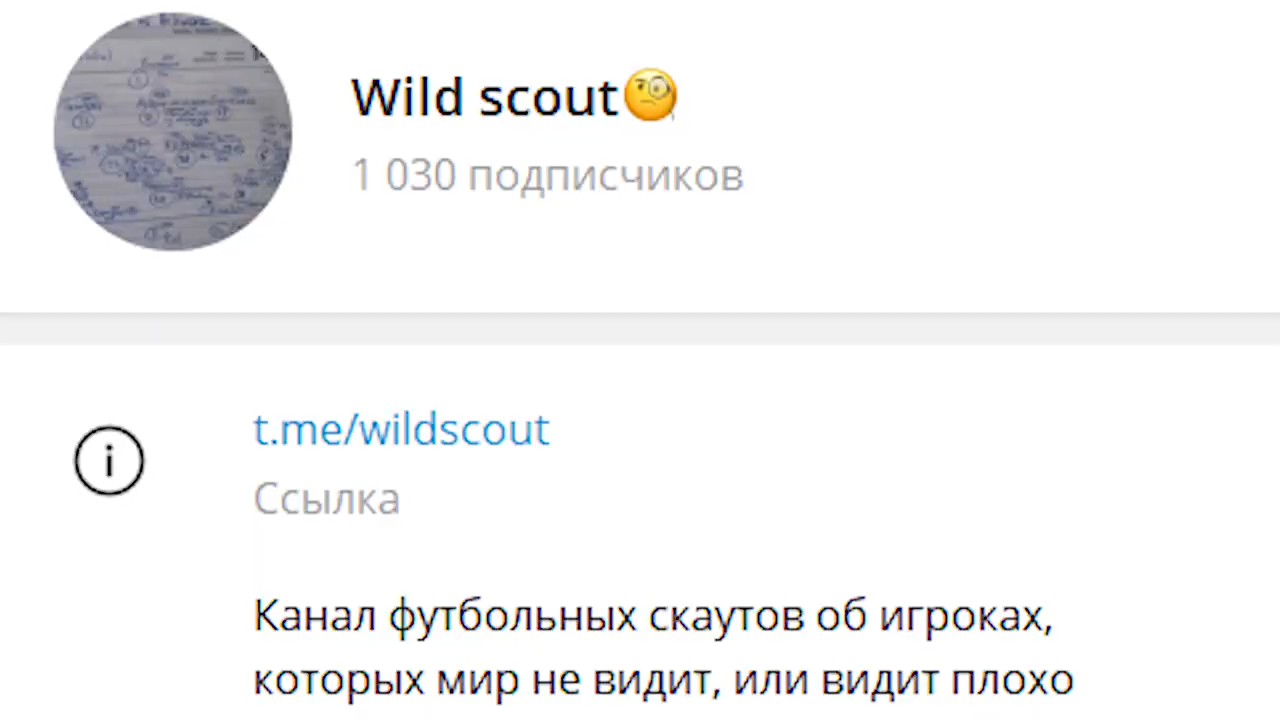 Wild scout🧐
1 030 подписчиков
t.me/wildscout
Ссылка
Канал футбольных скаутов об игроках,
которых мир не видит, или видит плохо